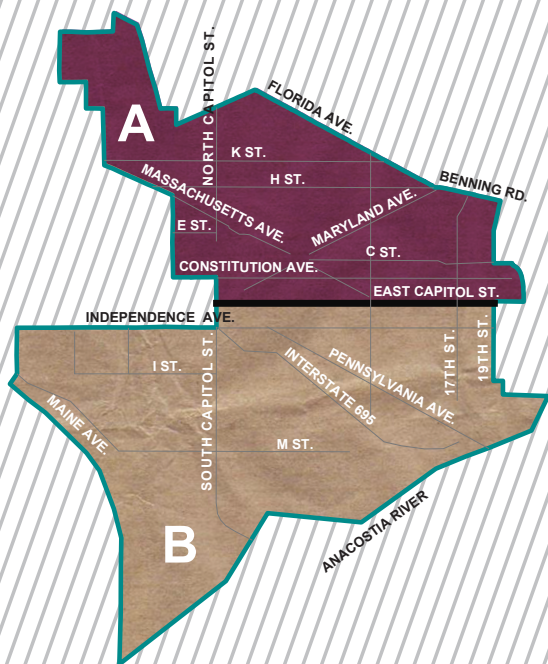 NORTH CAPITOL ST.
FLORIDA AVE.
A
K ST.
H ST.
BENNING RD.
MASSACHUSETTS AVE.
MARYLAND AVE.
E ST.
C ST.
CONSTITUTION AVE.
EAST CAPITOL ST.
INDEPENDENCE AVE.
SOUTH CAPITOL ST.
17TH ST.
19TH ST.
I ST.
INTERSTATE 695
PENNSYLVANIA AVE.
MAINE AVE.
M ST.
B
ANACOSTIA RIVER